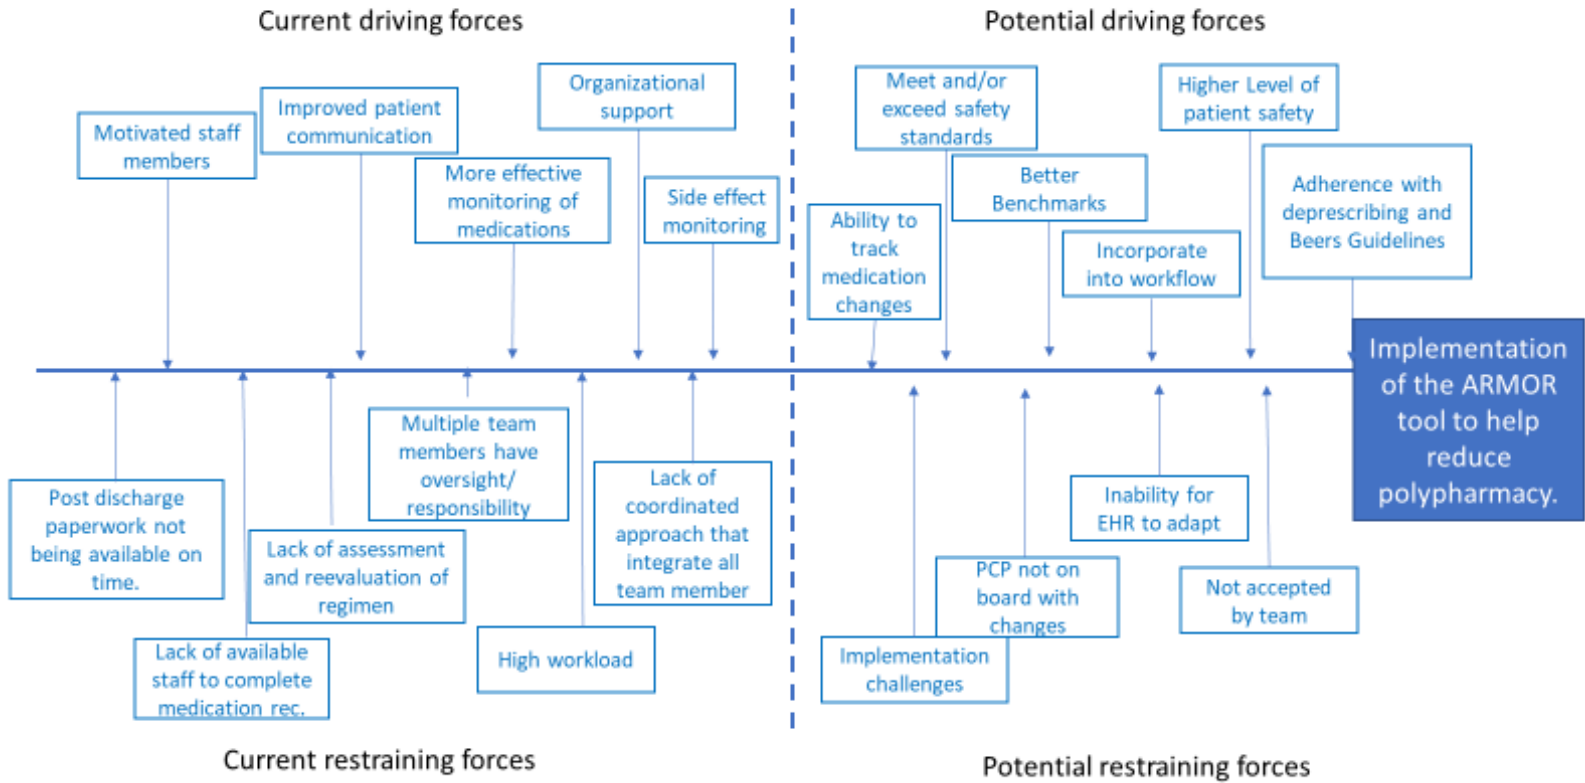 Current driving forces
Potential driving forces
Motivated staff
members
Improved patient
communication
More effective
monitoring of
medications
Organizational
support
Side effect
monitoring
Ability to
track
medication
changes
Meet and/or
exceed safety
standards
Better
Benchmarks
Incorporate
into workflow
Higher Level of
patient safety
Adherence with
deprescribing and
Beers Guidelines
Implementation
of the ARMOR
tool to help
reduce
polypharmacy.
Post discharge
paperwork not
being available on
time.
Lack of available
staff to complete
medication rec.
Lack of assessment
and reevaluation of
regimen
Multiple team
members have
oversight/
responsibility
High workload
Lack of
coordinated
approach that
integrate all
team member
Implementation
challenges
PCP not on
board with
changes
Inability for
EHR to adapt
Not accepted
by team
Current restraining forces
Potential restraining forces